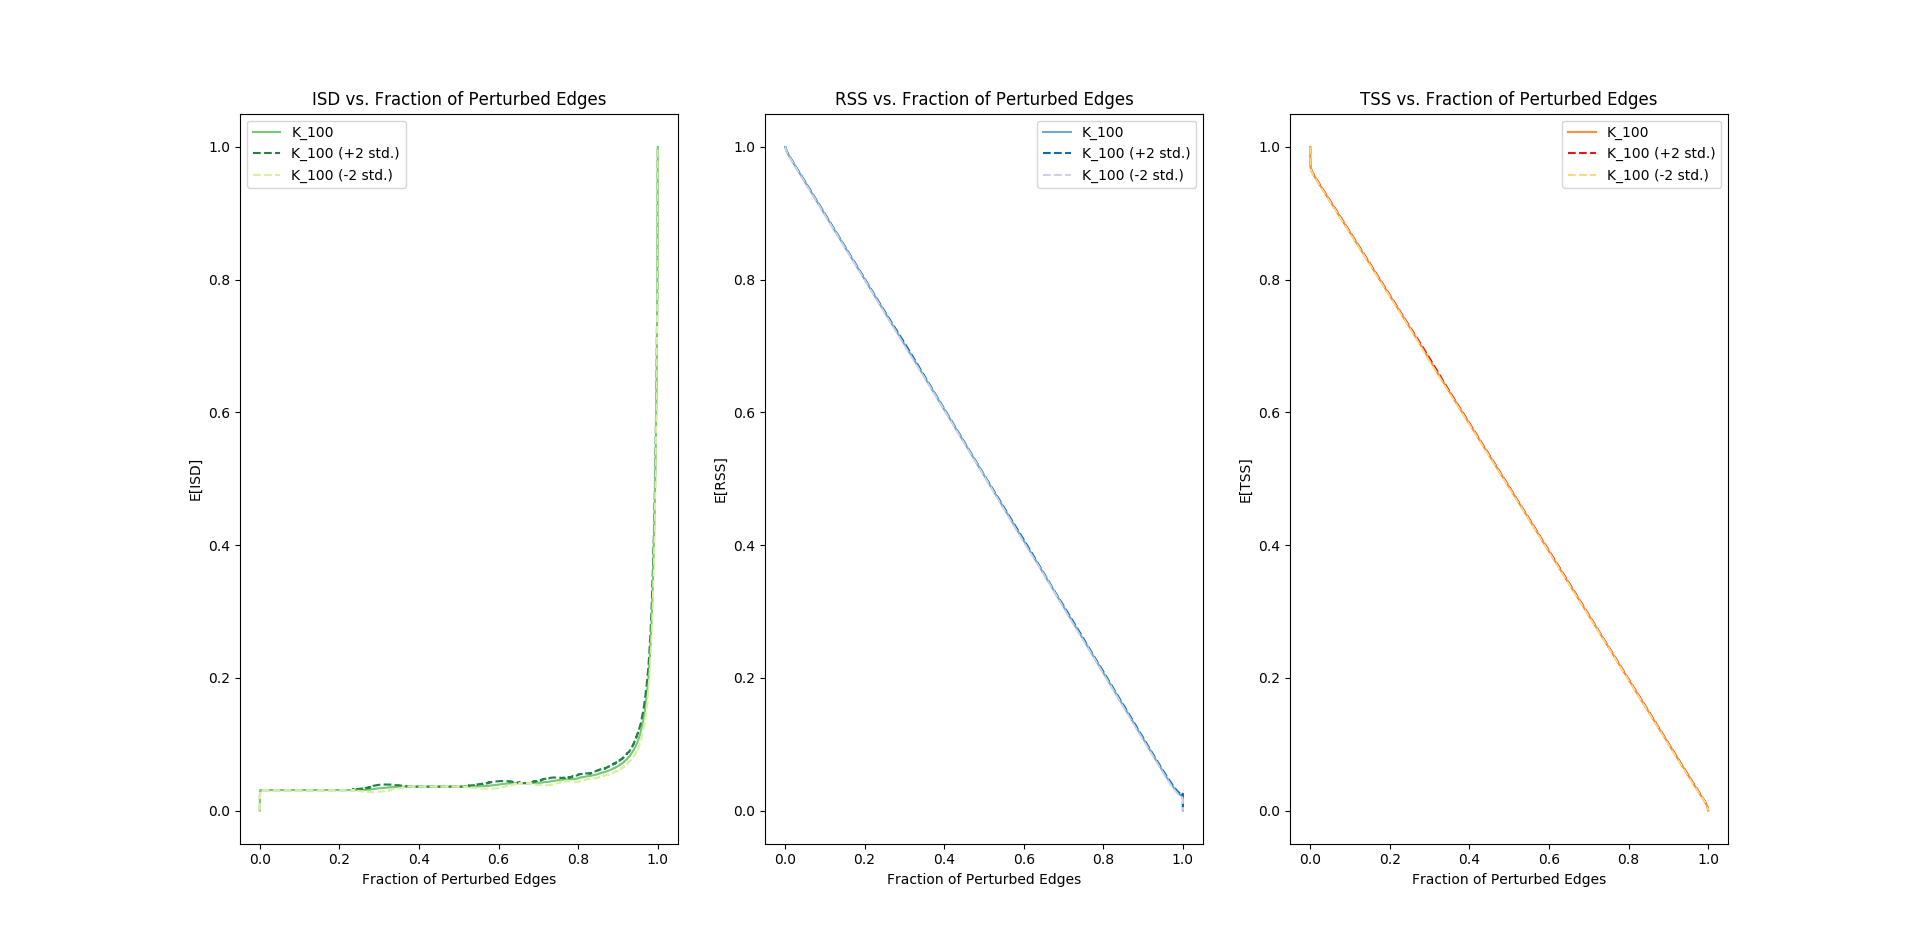 ISD vs. Fraction of Perturbed Edges
K_100
K_100 (+2 std.)
K_100 (-2 std.)
1.0
0.8
0.6
0.4
0.2
0.0
E[ISD]
0.0 0.2 0.4 0.6 0.8 1.0
Fraction of Perturbed Edges
RSS vs. Fraction of Perturbed Edges
K_100
K_100 (+2 std.)
K_100 (-2 std.)
1.0
0.8
0.6
0.4
0.2
0.0
E[RSS]
0.0 0.2 0.4 0.6 0.8 1.0
Fraction of Perturbed Edges
TSS vs. Fraction of Perturbed Edges
K_100
K_100 (+2 std.)
K_100 (-2 std.)
1.0
0.8
0.6
0.4
0.2
0.0
E[TSS]
0.0 0.2 0.4 0.6 0.8 1.0
Fraction of Perturbed Edges